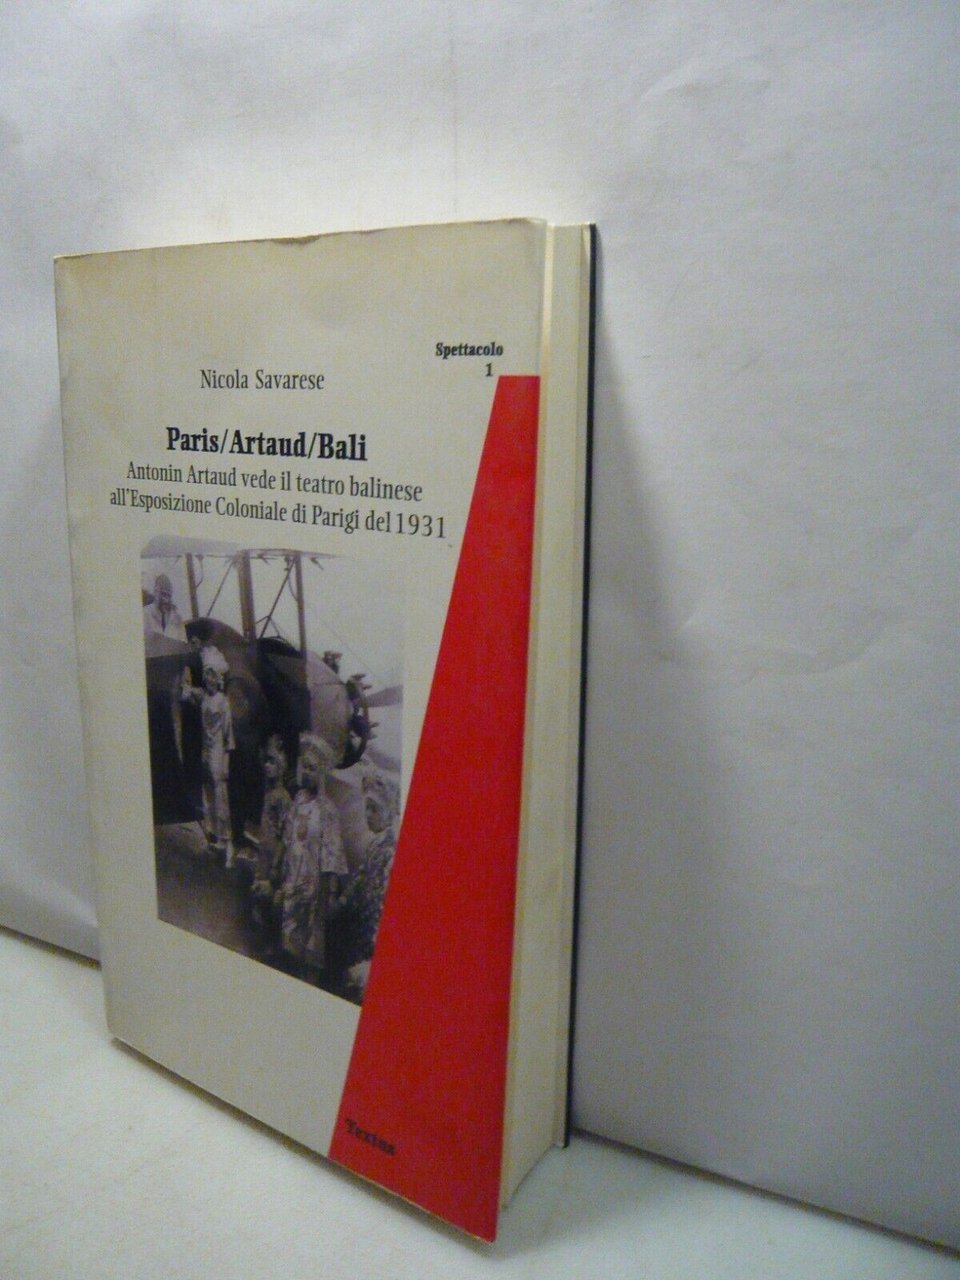 Spettacolo
1
Nicola Savarese
Paris/Artaud/Bali
Antonin Artaud vede il teatro balinese
all'Esposizione Coloniale di Parigi del 1931
Textus